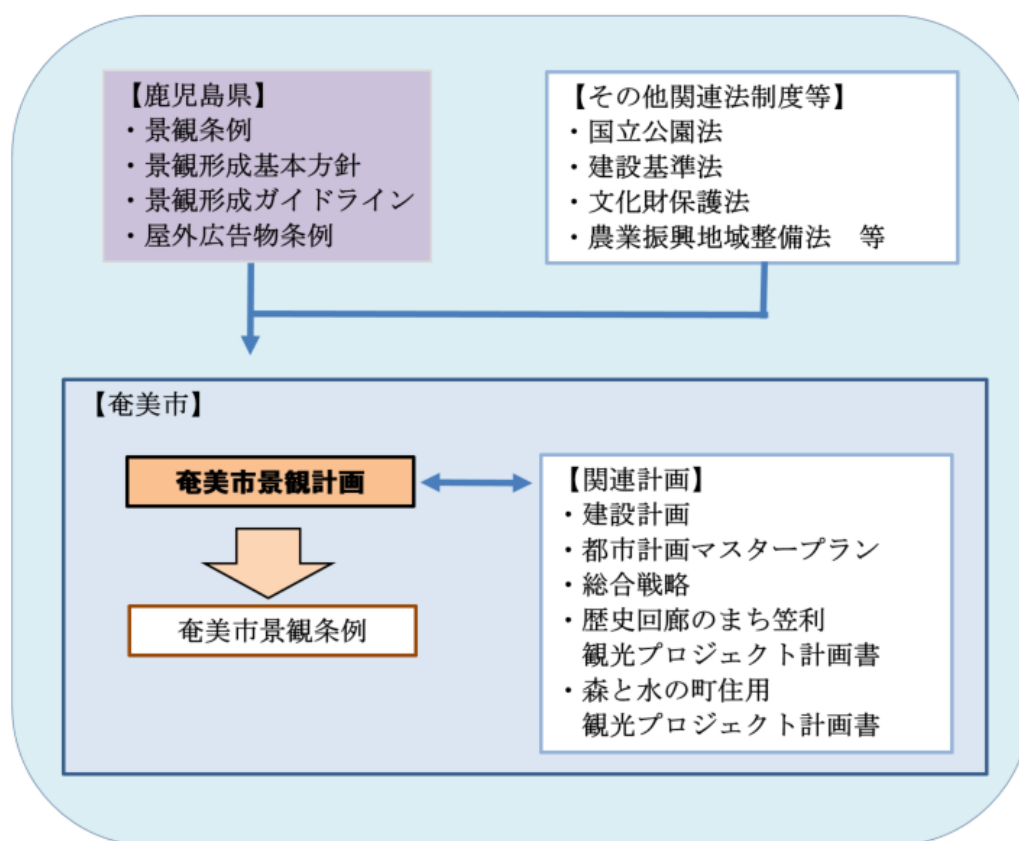 【鹿児島県】
・景観条例
・景観形成基本方針
・景観形成ガイドライン
・屋外広告物条例
【その他関連法制度等】
・国立公園法
・建設基準法
・文化財保護法
・農業振興地域整備法　等
【奄美市】
奄美市景観計画
奄美市景観条例
【関連計画】
・建設計画
・都市計画マスタープラン
・総合戦略
・歴史回廊のまち笠利
観光プロジェクト計画書
・森と水の町住用
観光プロジェクト計画書